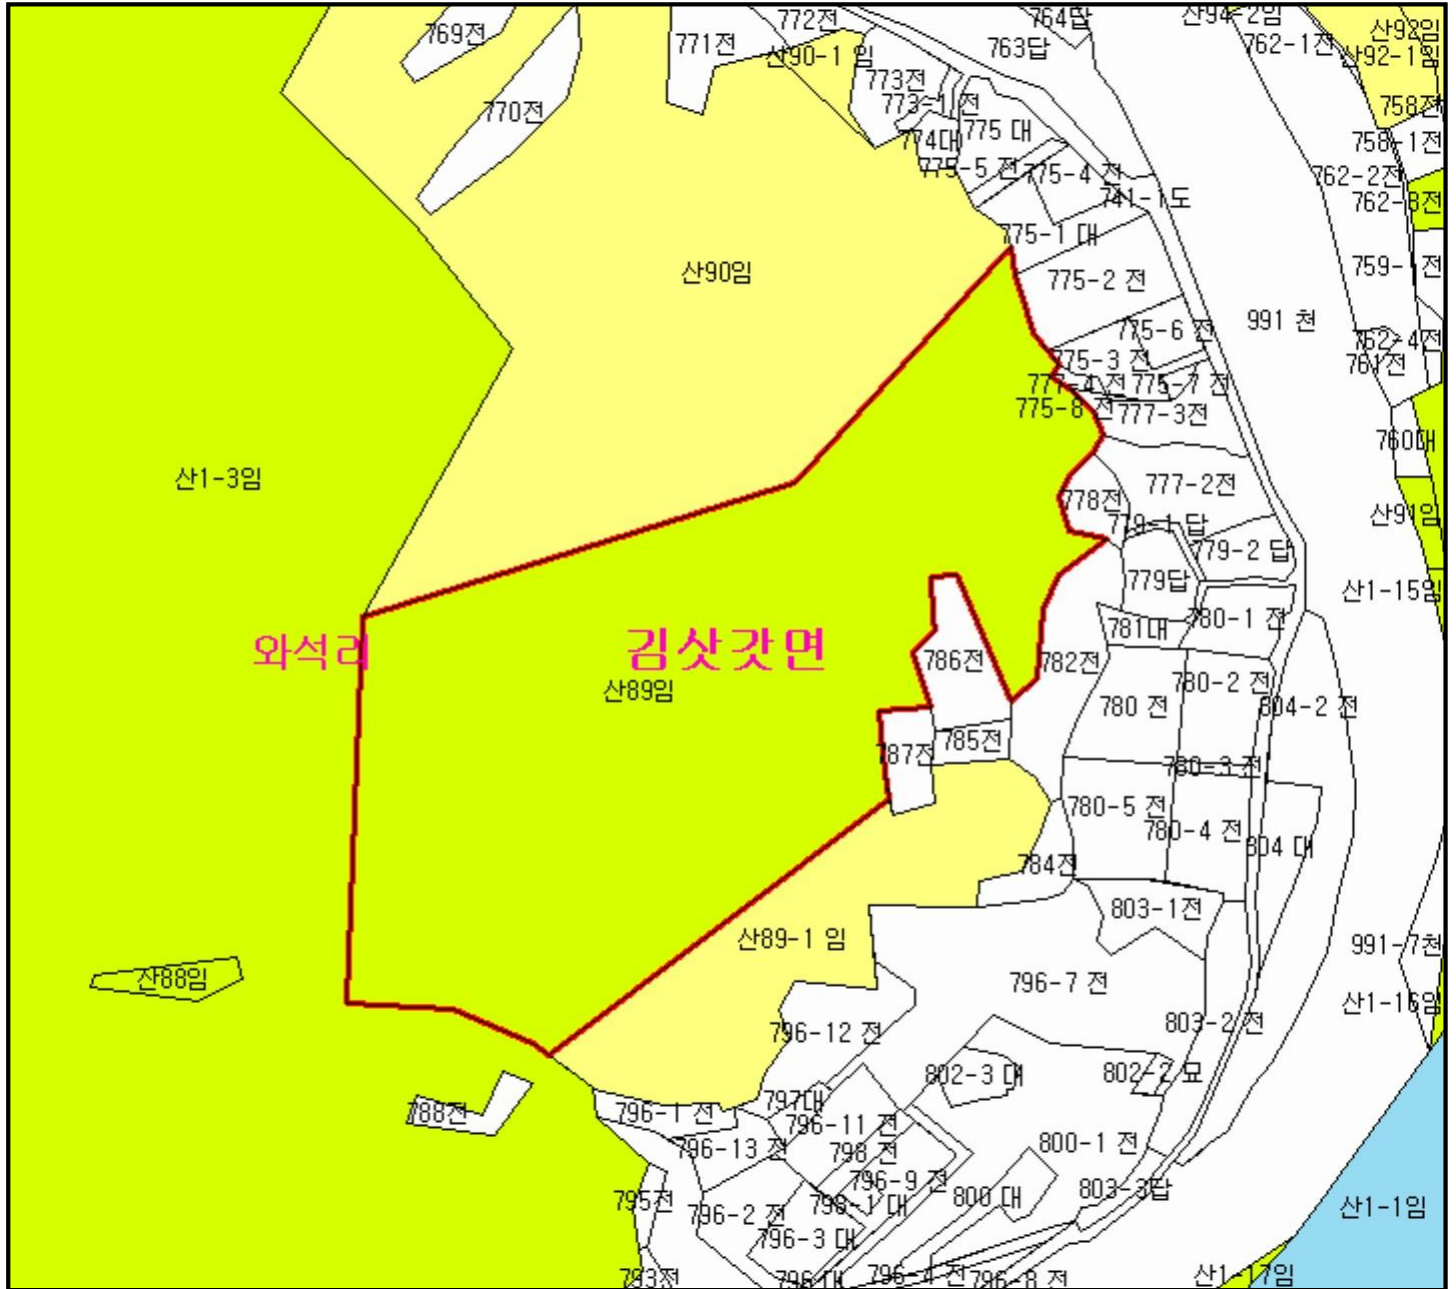 772전
764답
산94-2임
산92임
769전
771전
763답
762-1전
산92-1임
산90-1 임
773전
773-1 전
758전
770전
774대
775 대
758-1전
775-5 전
775-4 전
762-2전
741-1도
762-3전
775-1 대
산90임
775-2 전
759-1전
991 천
775-6 전
762-4전
775-3 전
761전
777-4 전
775-7 전
775-8 전
777-3전
760대
산1-3임
777-2전
778전
산91임
779-1 답
779-2 답
779답
산1-15임
780-1 전
781대
와석리
김삿갓면
786전
782전
산89임
780-2 전
780 전
804-2 전
785전
787전
780-3 전
780-5 전
780-4 전
804 대
784전
803-1전
산89-1 임
991-7천
산88임
796-7 전
산1-16임
796-12 전
803-2 전
802-3 대
802-2 묘
797대
788전
796-1 전
796-11 전
796-13 전
798 전
800-1 전
796-9 전
803-3답
795전
798-1 대
800 대
796-2 전
산1-1임
796-3 대
793전
796대
796-4 전
796-8 전
산1-17임